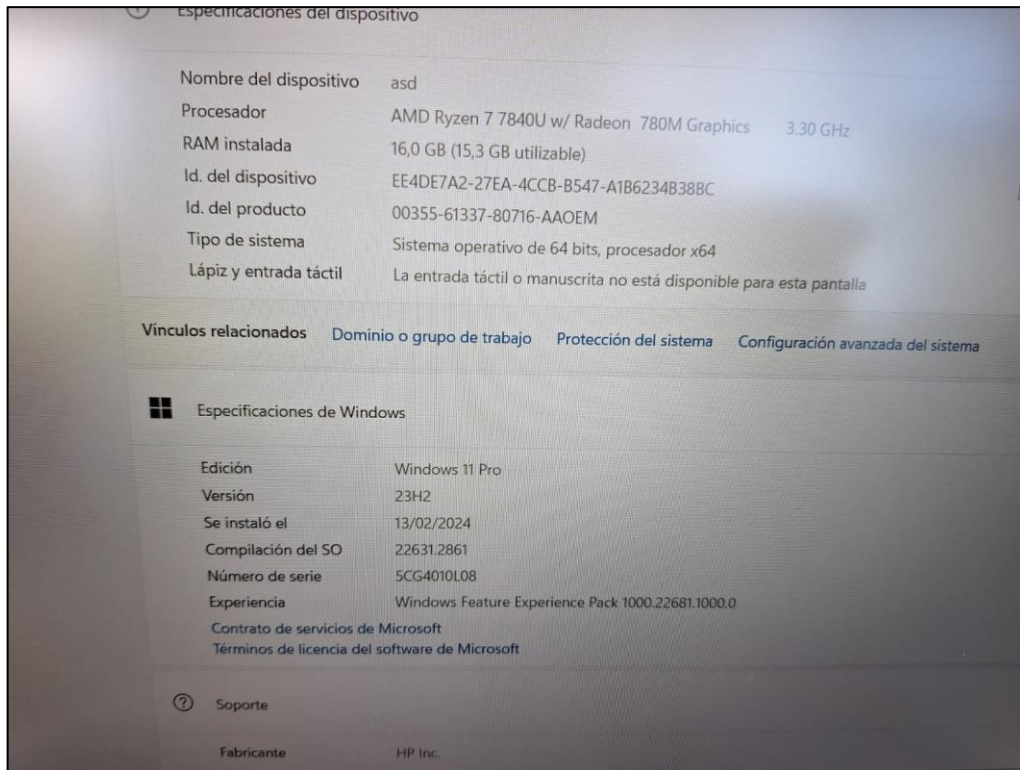 Especificaciones del dispositivo
Nombre del dispositivo asd
Procesador AMD Ryzen 7 7840U w/ Radeon 780M Graphics 3.30 GHz
RAM instalada 16,0 GB (15,3 GB utilizable)
Id. del dispositivo EE4DE7A2-27EA-4CCB-B547-A1B6234B38BC
Id. del producto 00355-61337-80716-AAOEM
Tipo de sistema Sistema operativo de 64 bits, procesador x64
Lápiz y entrada táctil La entrada táctil o manuscrita no está disponible para esta pantalla
Vínculos relacionados Dominio o grupo de trabajo Protección del sistema Configuración avanzada del sistema
Especificaciones de Windows
Edición Windows 11 Pro
Versión 23H2
Se instaló el 13/02/2024
Compilación del SO 22631.2861
Número de serie 5CG4010L08
Experiencia Windows Feature Experience Pack 1000.22681.1000.0
Contrato de servicios de Microsoft
Términos de licencia del software de Microsoft
Soporte
Fabricante HP Inc.